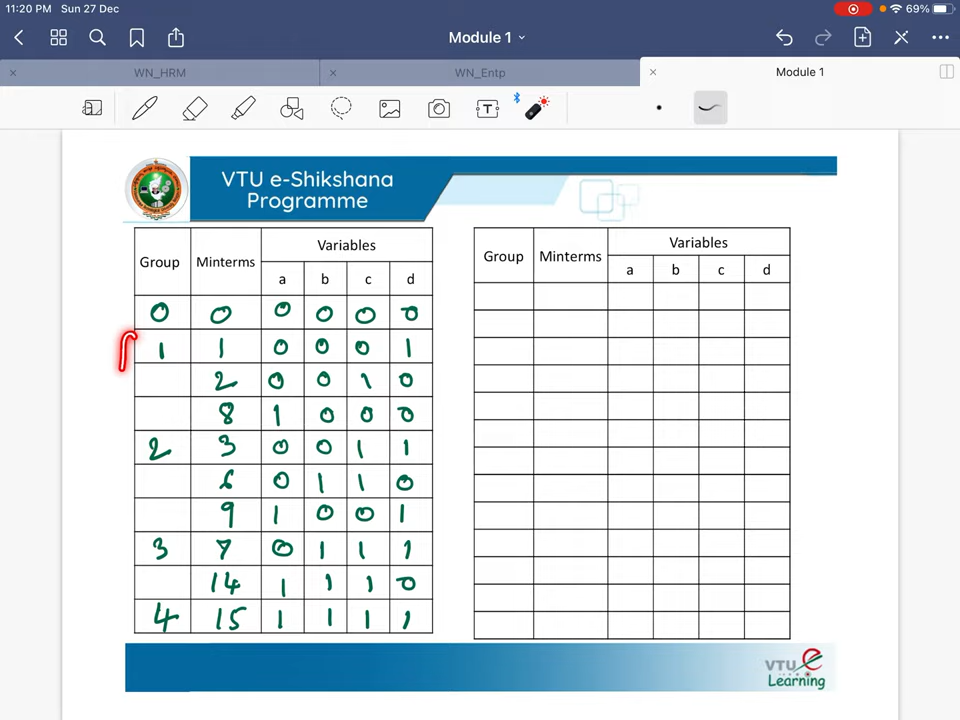 11:20 PM Sun 27 Dec 69%
Module 1
WN_HRM WN_Entp Module 1
VTU e-Shikshana
Programme
Group Minterms Variables
a b c d
0 0 0 0 0 0
1 1 0 0 0 1
2 0 0 1 0
8 1 0 0 0
2 3 0 0 1 1
6 0 1 1 0
9 1 0 0 1
3 7 0 1 1 1
14 1 1 1 0
4 15 1 1 1 1
Group Minterms Variables
a b c d
VTU e
Learning